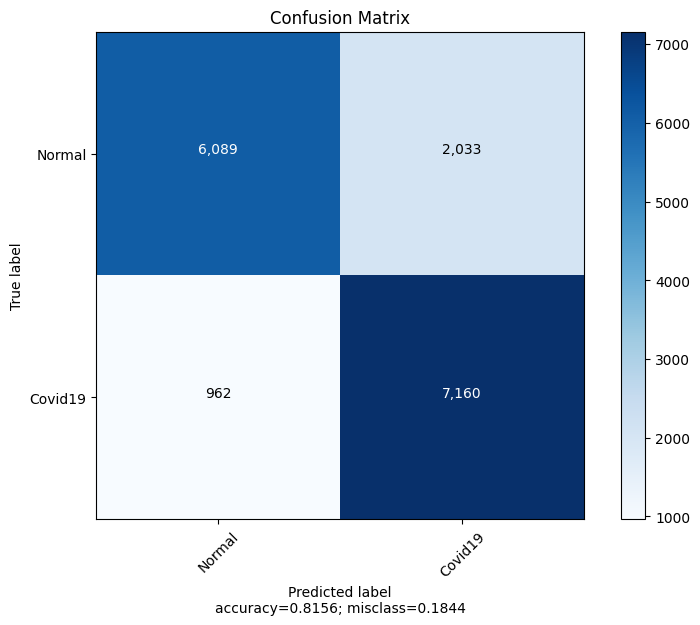 Confusion Matrix
True label
Normal
Covid19
6,089
2,033
962
7,160
Normal
Covid19
Predicted label
accuracy=0.8156; misclass=0.1844
7000
6000
5000
4000
3000
2000
1000